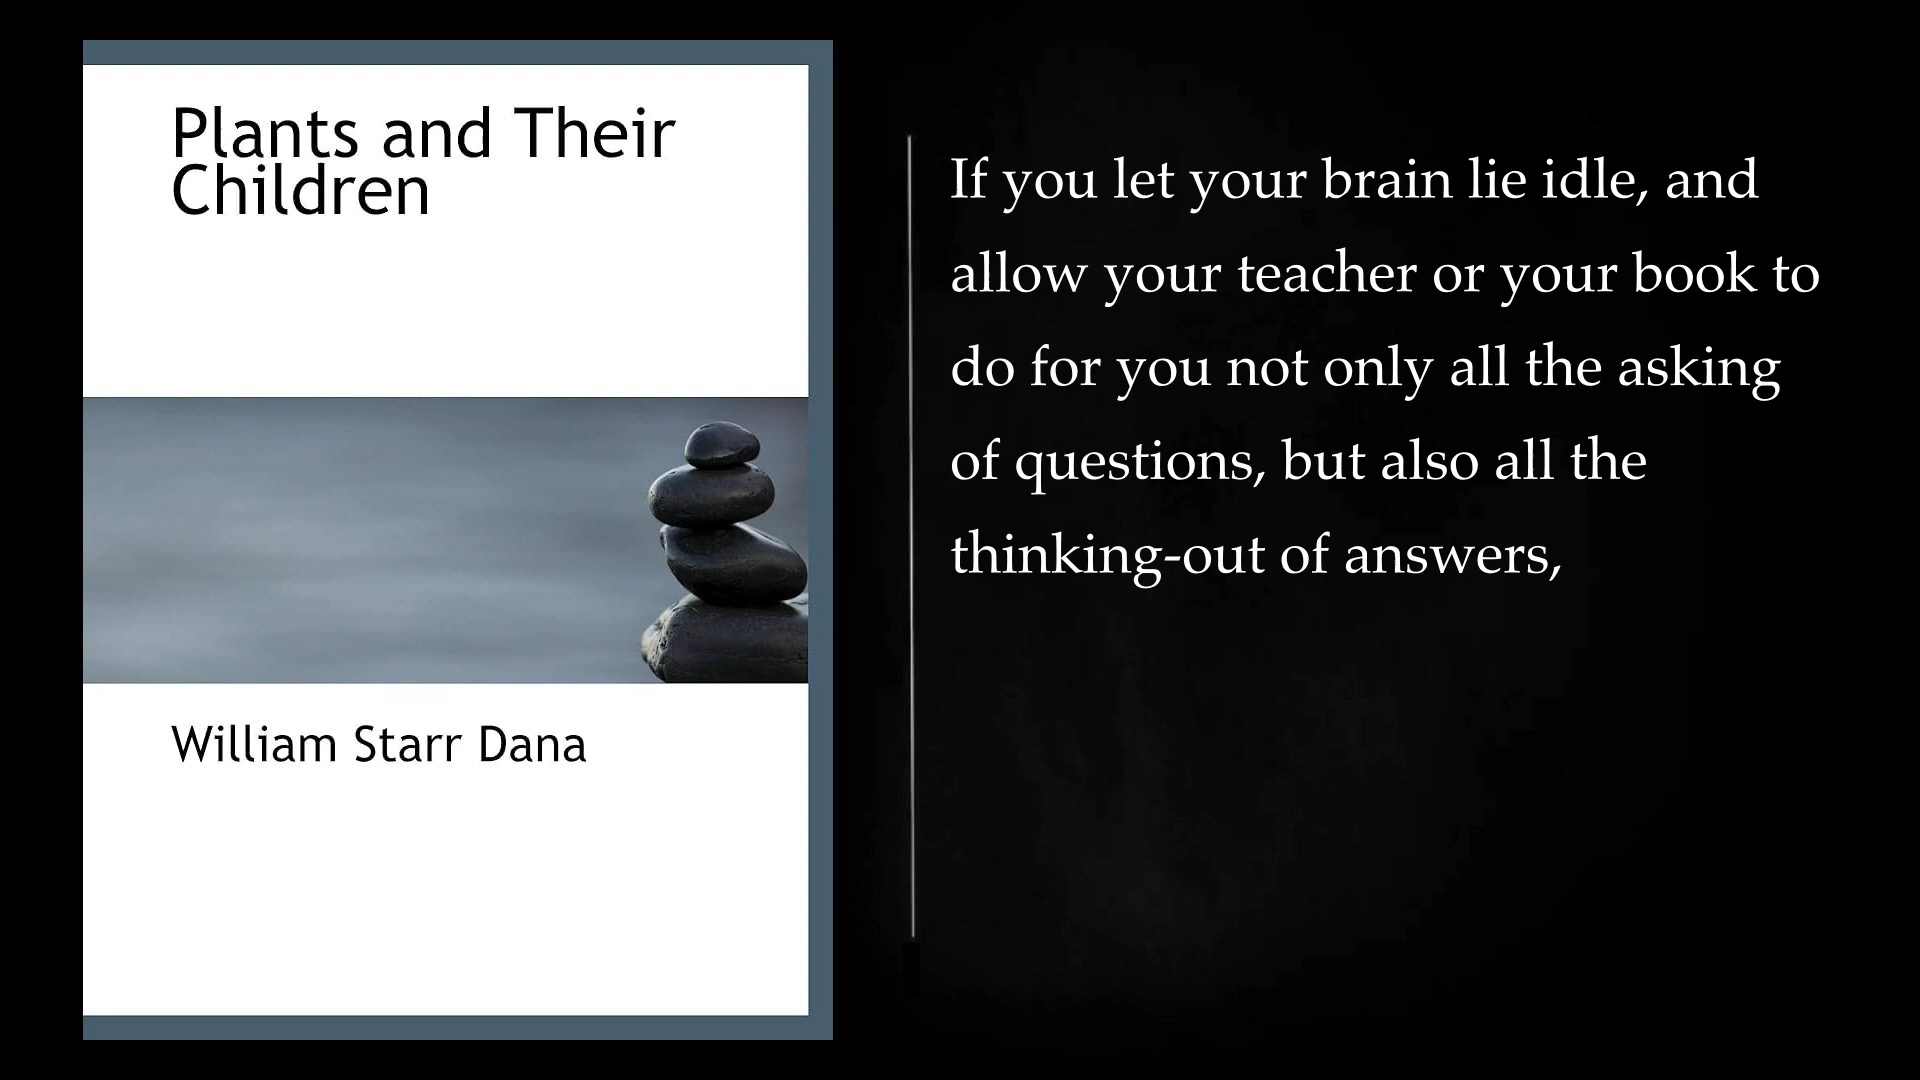 Plants and Their
Children
William Starr Dana
If you let your brain lie idle, and
allow your teacher or your book to
do for you not only all the asking
of questions, but also all the
thinking-out of answers,